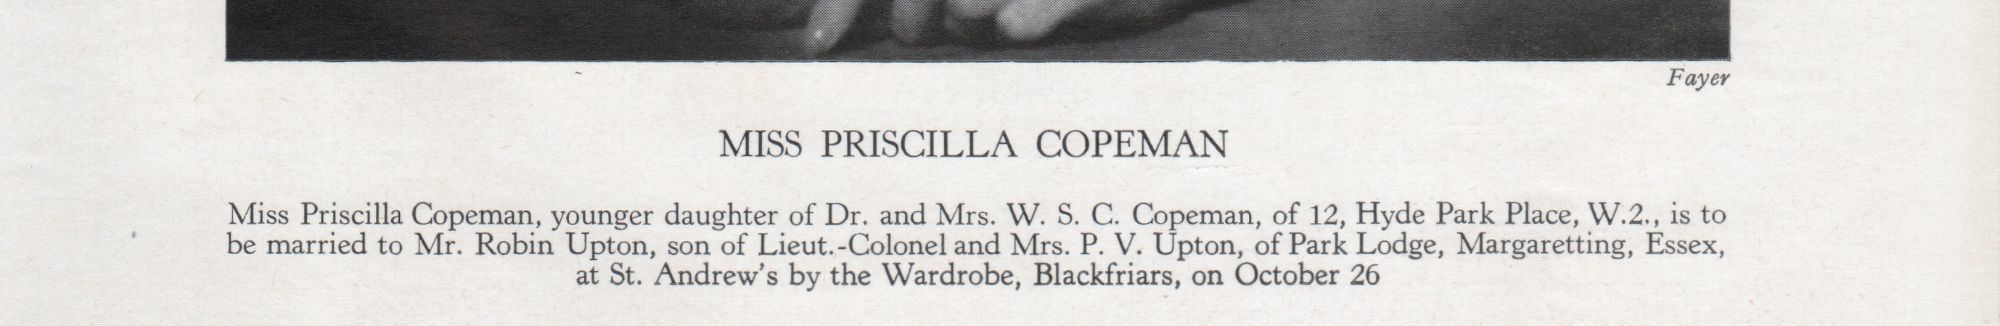 Fayer
MISS PRISCILLA COPEMAN
Miss Priscilla Copeman, younger daughter of Dr. and Mrs. W. S. C. Copeman, of 12, Hyde Park Place, W.2., is to
be married to Mr. Robin Upton, son of Lieut.-Colonel and Mrs. P. V. Upton, of Park Lodge, Margaretting, Essex,
at St. Andrew's by the Wardrobe, Blackfriars, on October 26